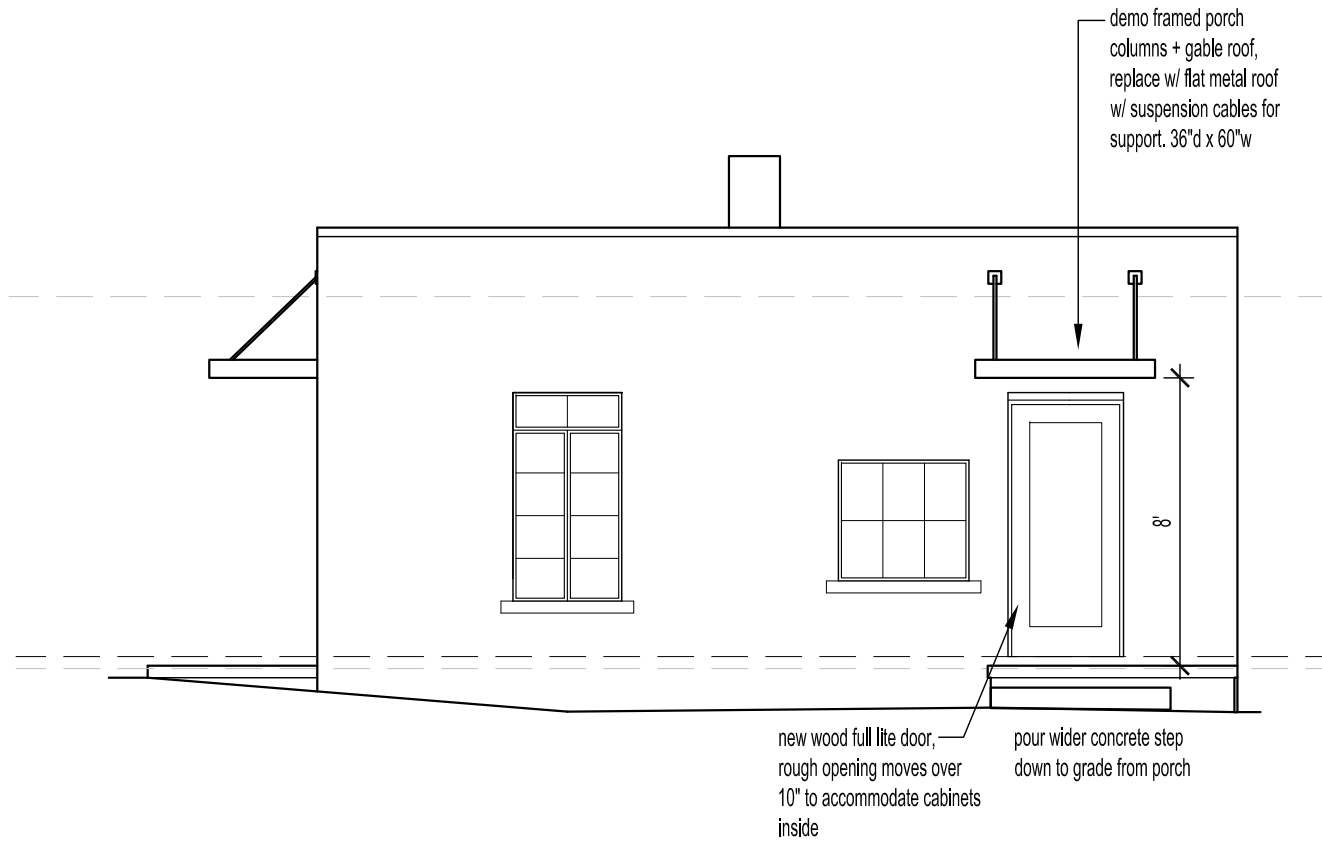 demo framed porch
columns + gable roof,
replace w/ flat metal roof
w/ suspension cables for
support. 36"d x 60"w
8'
new wood full lite door,
rough opening moves over
10" to accommodate cabinets
inside
pour wider concrete step
down to grade from porch